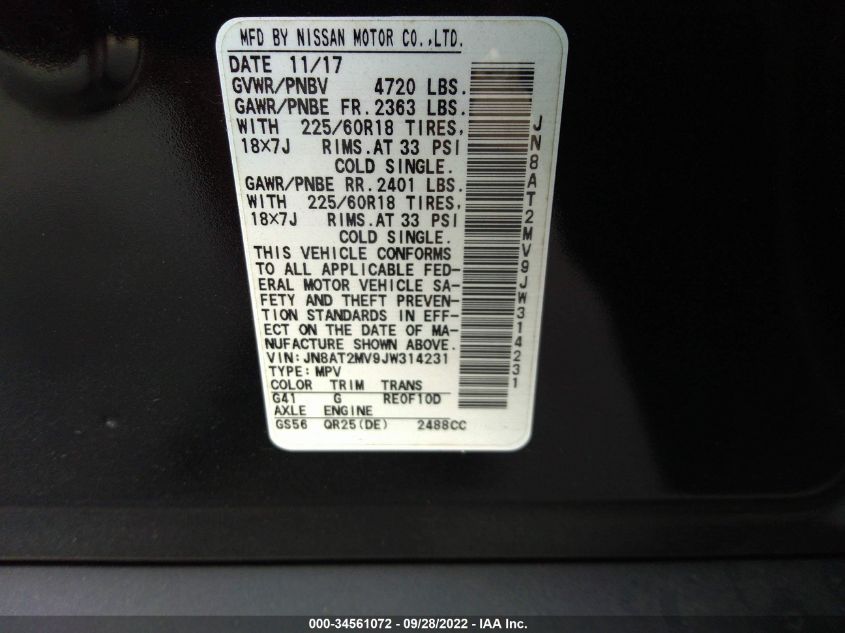 MFD BY NISSAN MOTOR CO.,LTD.
DATE 11/17
GVWR/PNBV 4720 LBS.
GAWR/PNBE FR.2363 LBS.
WITH 225/60R18 TIRES,
18×7J RIMS.AT 33 PSI
COLD SINGLE.
GAWR/PNBE RR.2401 LBS.
WITH 225/60R18 TIRES,
18×7J RIMS.AT 33 PSI
COLD SINGLE.
THIS VEHICLE CONFORMS
TO ALL APPLICABLE FED-
ERAL MOTOR VEHICLE SA-
FETY AND THEFT PREVEN-
TION STANDARDS IN EFF-
ECT ON THE DATE OF MA-
NUFACTURE SHOWN ABOVE.
VIN:JN8AT2MV9JW314231
TYPE:MPV
COLOR TRIM TRANS
G41 G RE0F10D
AXLE ENGINE
GS56 QR25(DE) 2488CC
JN8AT2MV9JW314231
000-34561072 - 09/28/2022 - IAA Inc.